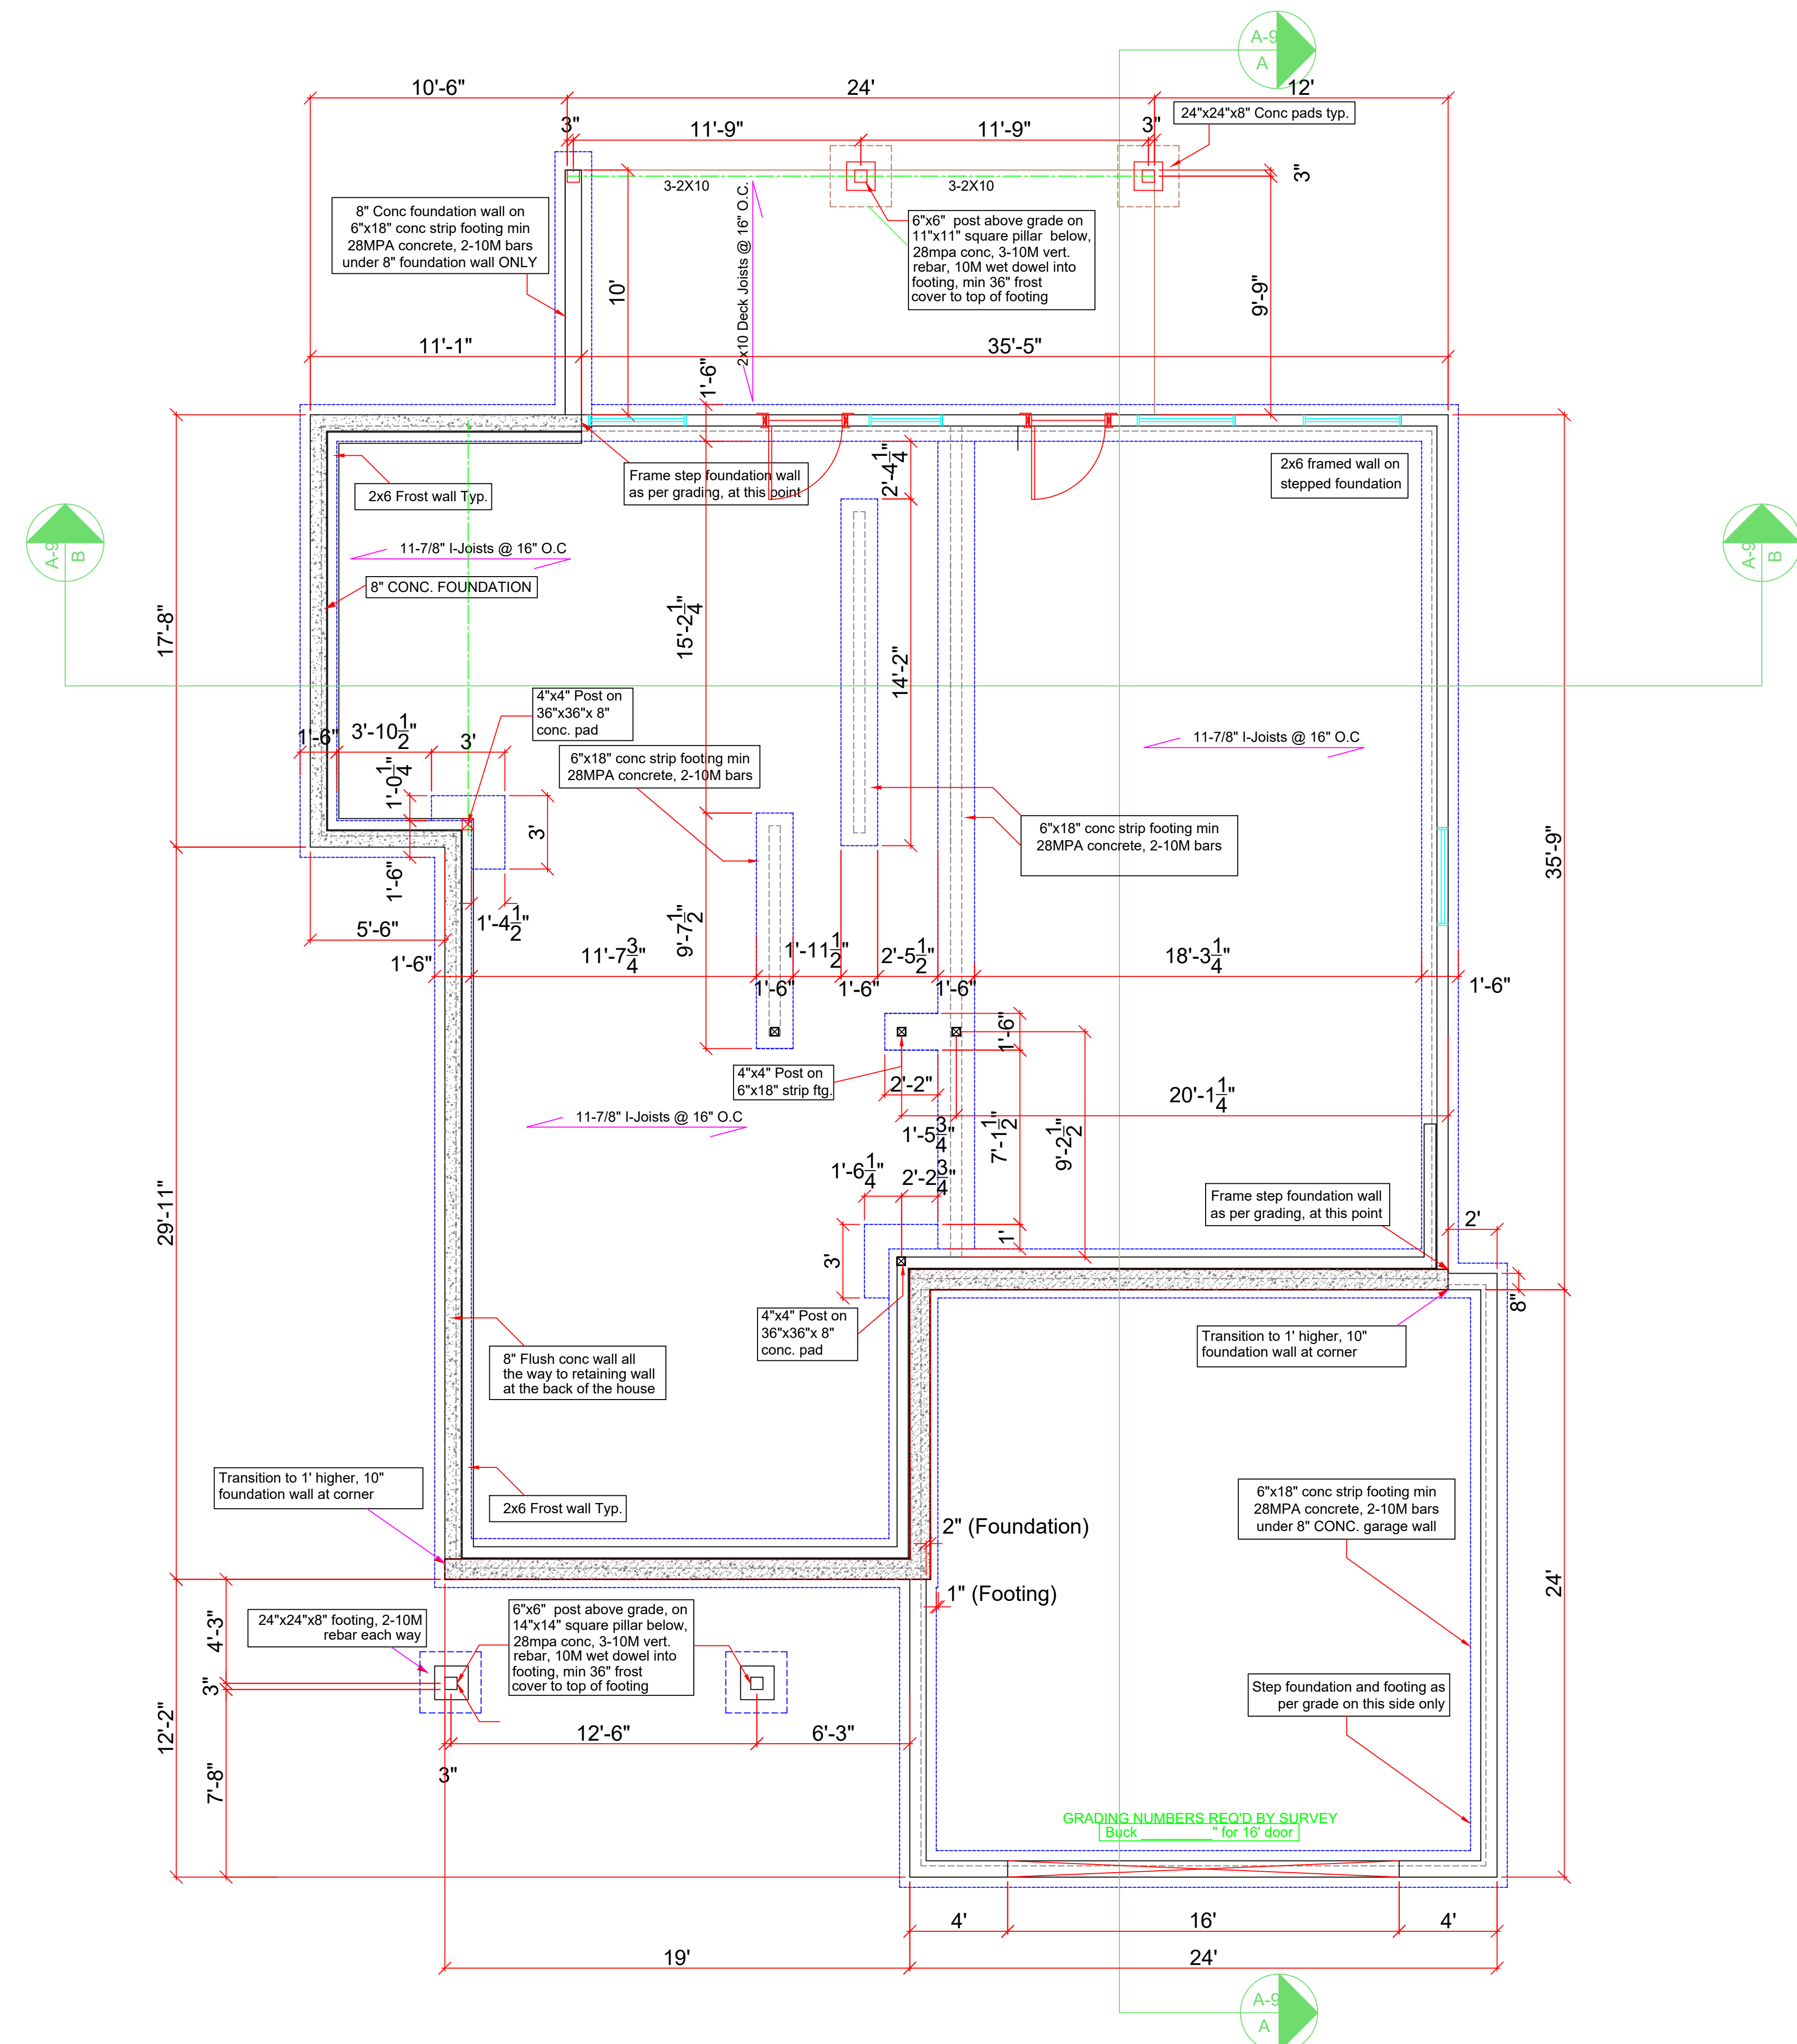 A-9
A
10'-6"
24'
12'
24"x24"x8" Conc pads typ.
3"
11'-9"
11'-9"
3"
3"
3-2X10
3-2X10
8" Conc foundation wall on
6"x18" conc strip footing min
28MPA concrete, 2-10M bars
under 8" foundation wall ONLY
10'
2x10 Deck Joists @ 16" O.C.
6"x6" post above grade on
11"x11" square pillar below,
28mpa conc, 3-10M vert.
rebar, 10M wet dowel into
footing, min 36" frost
cover to top of footing
9'-9"
11'-1"
35'-5"
1'-6"
2'-4 1/4"
Frame step foundation wall
as per grading, at this point
2x6 framed wall on
stepped foundation
2x6 Frost wall Typ.
A-9
B
A-9
B
11-7/8" I-Joists @ 16" O.C
8" CONC. FOUNDATION
17'-8"
15'-2 1/4"
14'-2"
4"x4" Post on
36"x36"x 8"
conc. pad
1'-6"
3'-10 1/2"
3'
11-7/8" I-Joists @ 16" O.C
6"x18" conc strip footing min
28MPA concrete, 2-10M bars
1'-0 1/4"
3'
6"x18" conc strip footing min
28MPA concrete, 2-10M bars
35'-9"
1'-6"
5'-6"
1'-4 1/2"
9'-7 1/2"
1'-6"
11'-7 3/4"
1'-11 1/2"
2'-5 1/2"
18'-3 1/4"
1'-6"
1'-6"
1'-6"
1'-6"
1'-6"
4"x4" Post on
6"x18" strip ftg.
2'-2"
20'-1 1/4"
11-7/8" I-Joists @ 16" O.C
1'-5 3/4"
7'-1 1/2"
9'-2 1/2"
1'-6 1/4"
2'-2 3/4"
29'-11"
Frame step foundation wall
as per grading, at this point
2'
3'
1'
8"
4"x4" Post on
36"x36"x 8"
conc. pad
Transition to 1' higher, 10"
foundation wall at corner
8" Flush conc wall all
the way to retaining wall
at the back of the house
Transition to 1' higher, 10"
foundation wall at corner
2x6 Frost wall Typ.
6"x18" conc strip footing min
28MPA concrete, 2-10M bars
under 8" CONC. garage wall
2" (Foundation)
1" (Footing)
24'
24"x24"x8" footing, 2-10M
rebar each way
6"x6" post above grade, on
14"x14" square pillar below,
28mpa conc, 3-10M vert.
rebar, 10M wet dowel into
footing, min 36" frost
cover to top of footing
4'-3"
3"
12'-2"
7'-8"
Step foundation and footing as
per grade on this side only
12'-6"
6'-3"
3"
GRADING NUMBERS REQ'D BY SURVEY
Buck _________" for 16' door
4'
16'
4'
19'
24'
A-9
A